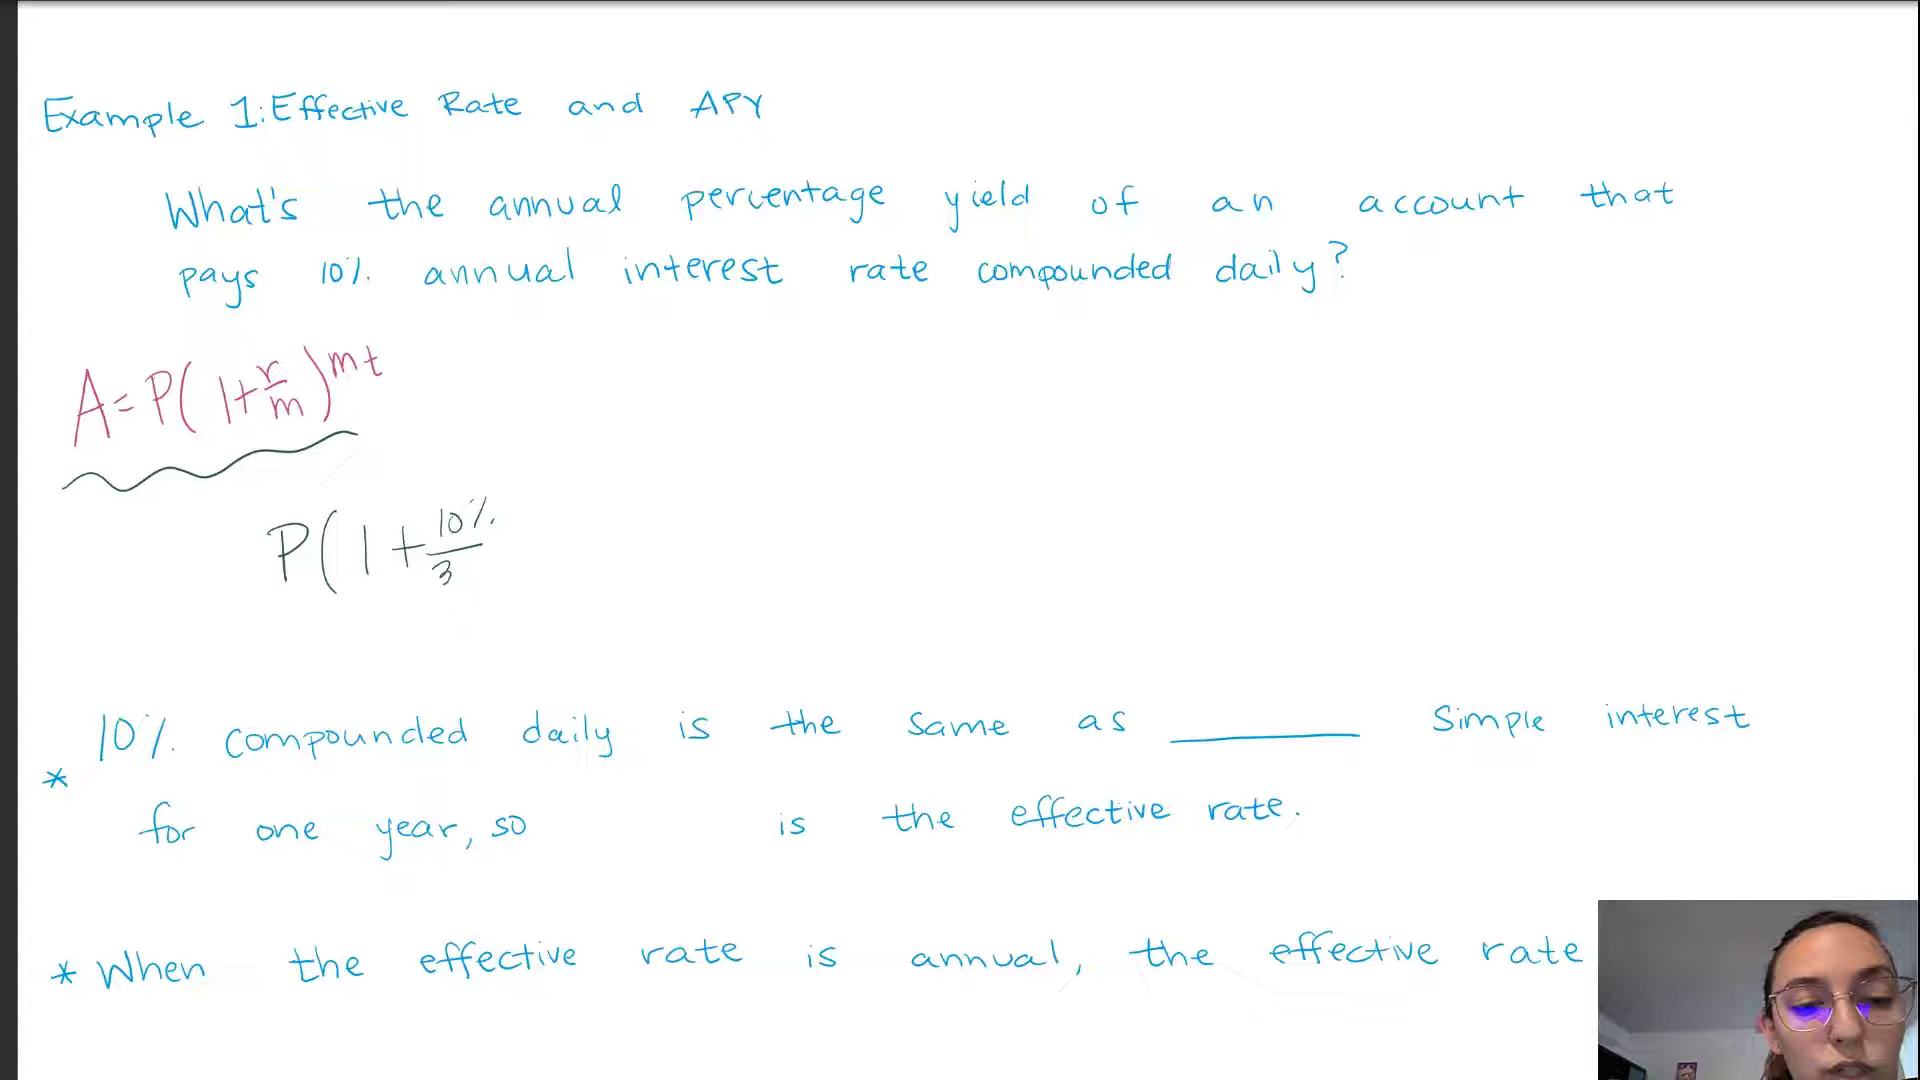 Example 1: Effective Rate and APY
What's the annual percentage yield of an account that
pays 10% annual interest rate compounded daily?
A=P(1+r/m)^mt
P(1+10%/3
10% compounded daily is the same as ______ simple interest
*
for one year, so is the effective rate.
* When the effective rate is annual, the effective rate